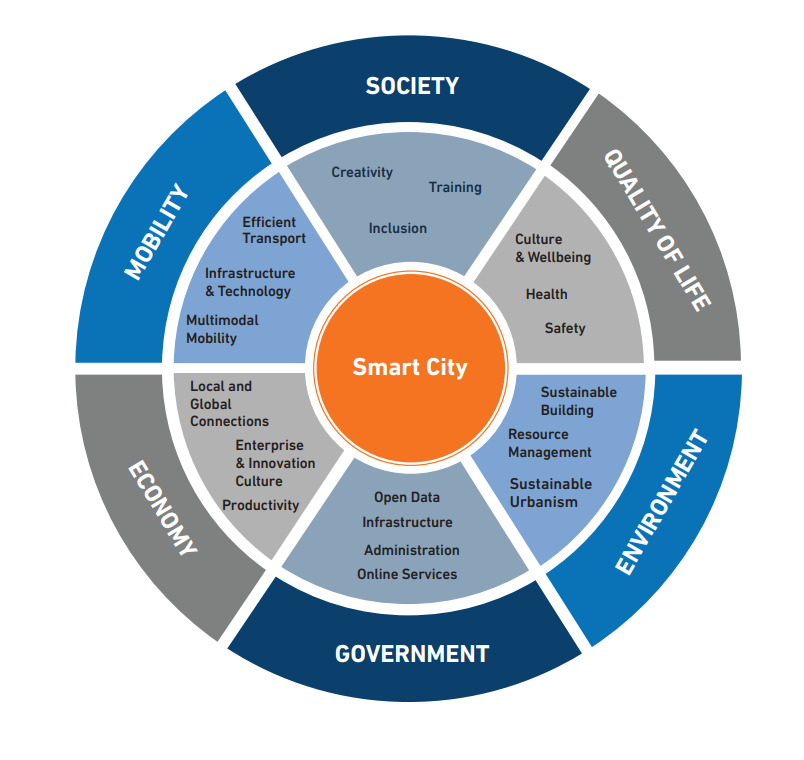 SOCIETY
Creativity
Training
Inclusion
QUALITY OF LIFE
Culture
& Wellbeing
Health
Safety
ENVIRONMENT
Sustainable
Building
Resource
Management
Sustainable
Urbanism
GOVERNMENT
Open Data
Infrastructure
Administration
Online Services
ECONOMY
Local and
Global
Connections
Enterprise
& Innovation
Culture
Productivity
MOBILITY
Efficient
Transport
Infrastructure
& Technology
Multimodal
Mobility
Smart City